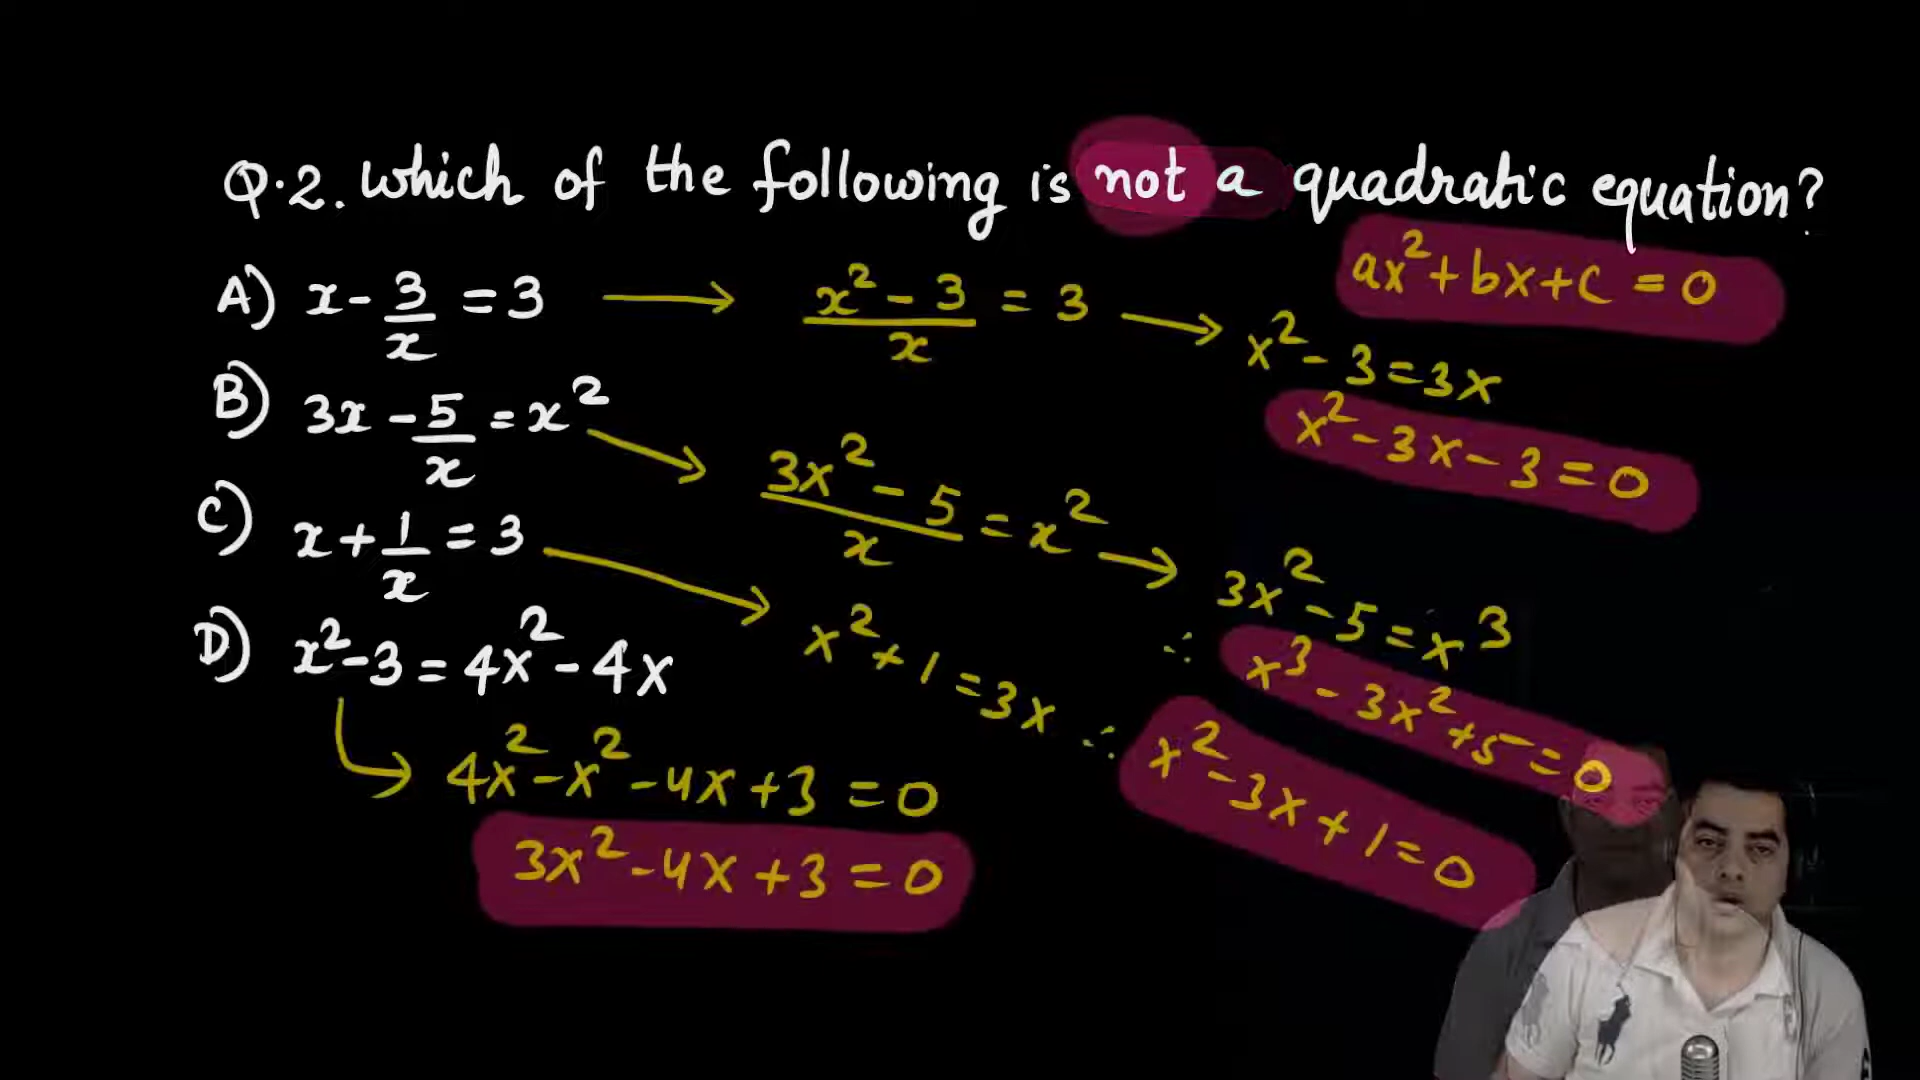 Q.2. Which of the following is not a quadratic equation?
ax² + bx + c = 0
A) x - 3/x = 3 → (x² - 3)/x = 3 → x² - 3 = 3x
x² - 3x - 3 = 0
B) 3x - 5/x = x² → (3x² - 5)/x = x² → 3x² - 5 = x³
∴ x³ - 3x² + 5 = 0
C) x + 1/x = 3 → x² + 1 = 3x ∴ x² - 3x + 1 = 0
D) x² - 3 = 4x² - 4x
↳ 4x² - x² - 4x + 3 = 0
3x² - 4x + 3 = 0